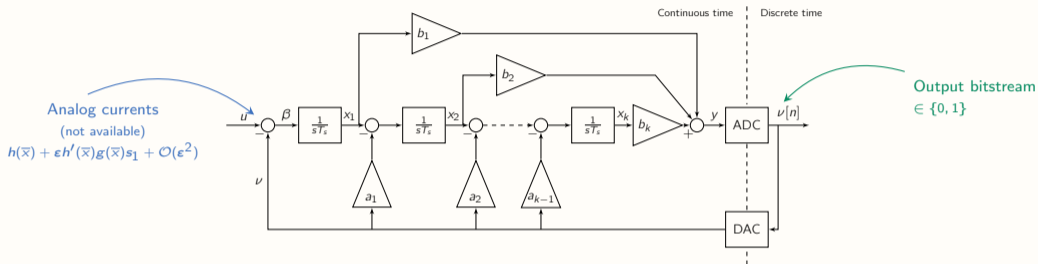 Continuous time
Discrete time
b₁
b₂
Analog currents
(not available)
h(x̅) + εh′(x̅)g(x̅)s₁ + 𝒪(ε²)
u
−
β
1/(sTₛ)
x₁
−
1/(sTₛ)
x₂
−
−
1/(sTₛ)
xₖ
bₖ
+
y
ADC
ν[n]
Output bitstream
∈ {0, 1}
ν
a₁
a₂
aₖ₋₁
DAC